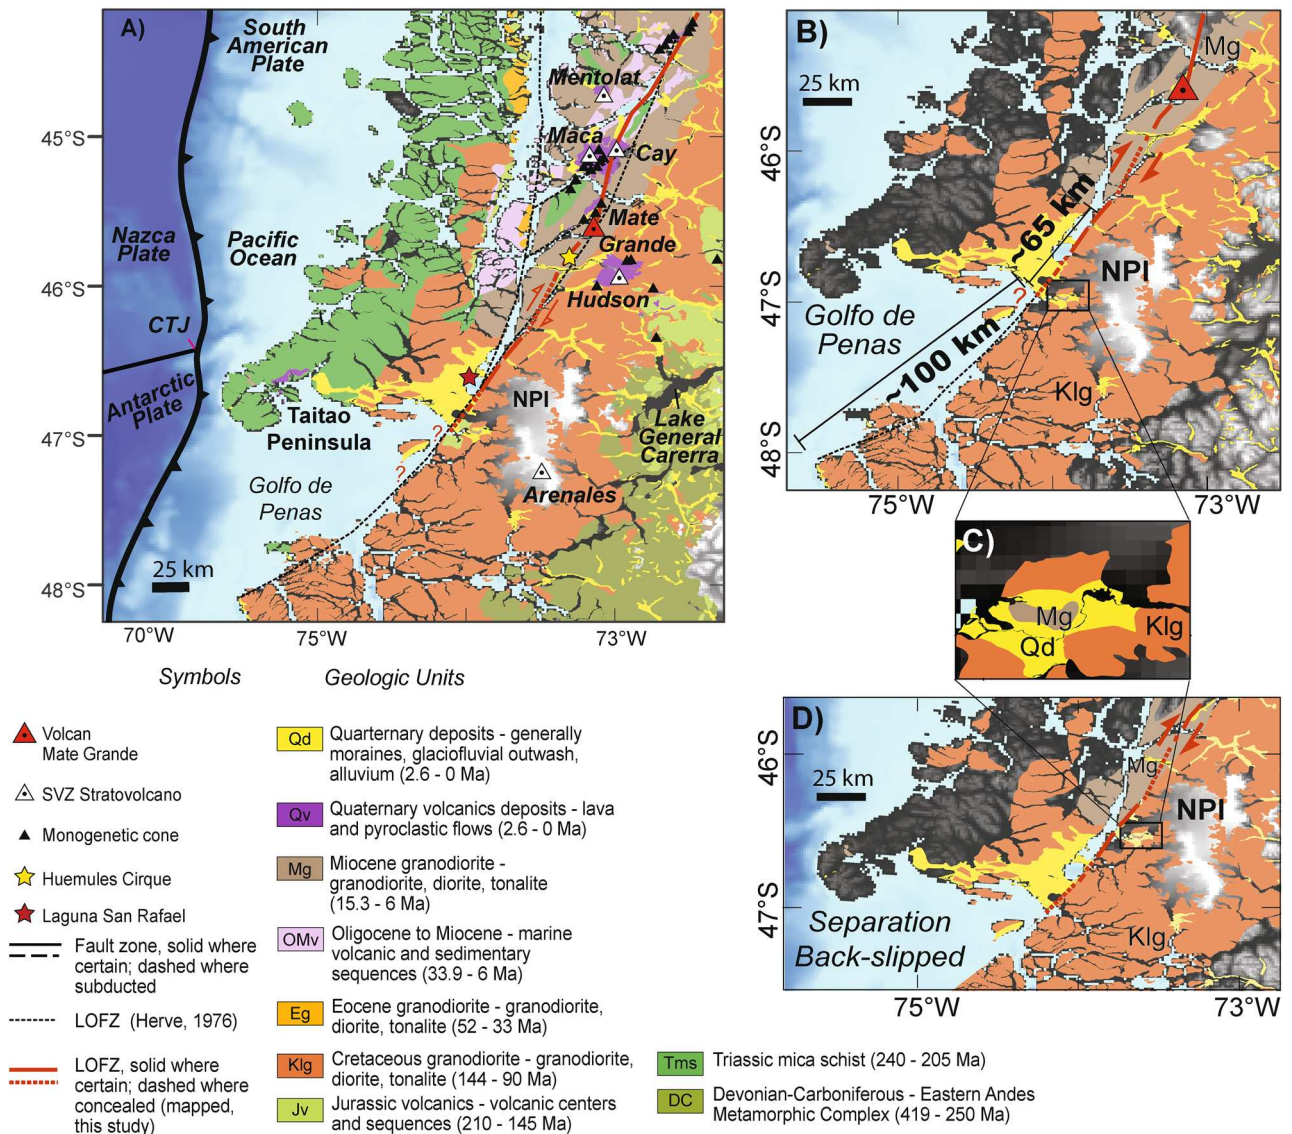 A)
South
American
Plate
Mentolat
Maca
Cay
Mate
Grande
Hudson
Nazca
Plate
Pacific
Ocean
CTJ
Antarctic
Plate
Taitao
Peninsula
NPI
Lake
General
Carerra
Arenales
Golfo de
Penas
?
?
25 km
45°S
46°S
47°S
48°S
70°W
75°W
73°W
B)
25 km
Mg
~65 km
NPI
?
Golfo de
Penas
~100 km
Klg
46°S
47°S
48°S
75°W
73°W
C)
Mg
Qd
Klg
D)
25 km
Mg
NPI
Separation
Back-slipped
Klg
46°S
47°S
75°W
73°W
Symbols
Volcan
Mate Grande
SVZ Stratovolcano
Monogenetic cone
Huemules Cirque
Laguna San Rafael
Fault zone, solid where
certain; dashed where
subducted
LOFZ (Herve, 1976)
LOFZ, solid where
certain; dashed where
concealed (mapped,
this study)
Geologic Units
Qd
Quarternary deposits - generally
moraines, glaciofluvial outwash,
alluvium (2.6 - 0 Ma)
Qv
Quaternary volcanics deposits - lava
and pyroclastic flows (2.6 - 0 Ma)
Mg
Miocene granodiorite -
granodiorite, diorite, tonalite
(15.3 - 6 Ma)
OMv
Oligocene to Miocene - marine
volcanic and sedimentary
sequences (33.9 - 6 Ma)
Eg
Eocene granodiorite - granodiorite,
diorite, tonalite (52 - 33 Ma)
Klg
Cretaceous granodiorite - granodiorite,
diorite, tonalite (144 - 90 Ma)
Jv
Jurassic volcanics - volcanic centers
and sequences (210 - 145 Ma)
Tms
Triassic mica schist (240 - 205 Ma)
DC
Devonian-Carboniferous - Eastern Andes
Metamorphic Complex (419 - 250 Ma)